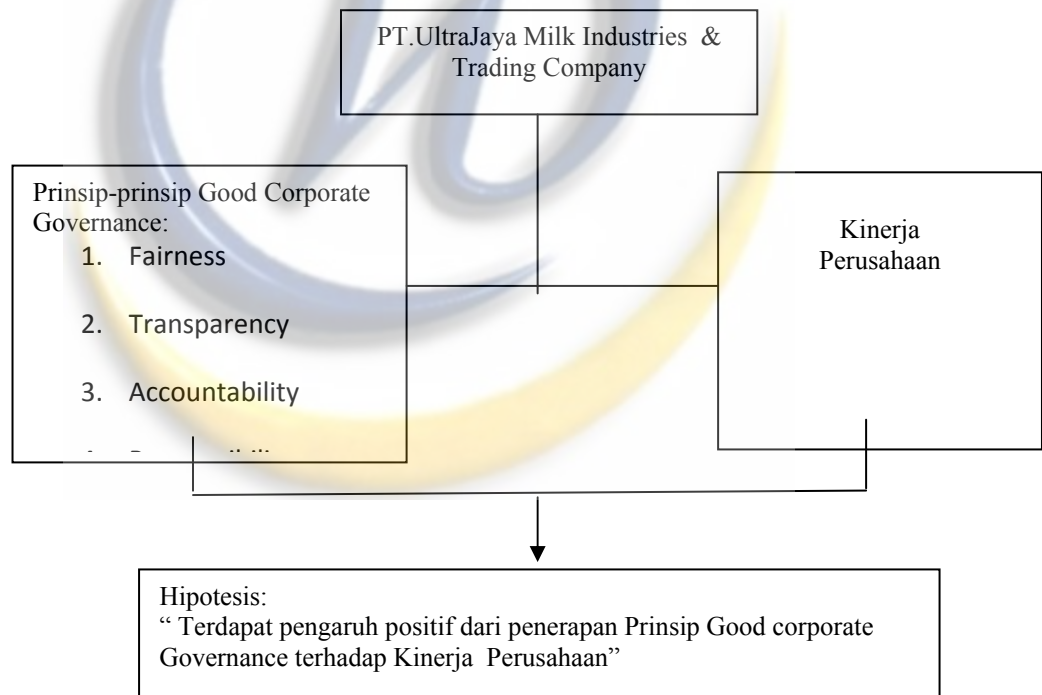 PT.UltraJaya Milk Industries &
Trading Company
Prinsip-prinsip Good Corporate
Governance:
1. Fairness
2. Transparency
3. Accountability
Kinerja
Perusahaan
Hipotesis:
“ Terdapat pengaruh positif dari penerapan Prinsip Good corporate
Governance terhadap Kinerja Perusahaan”